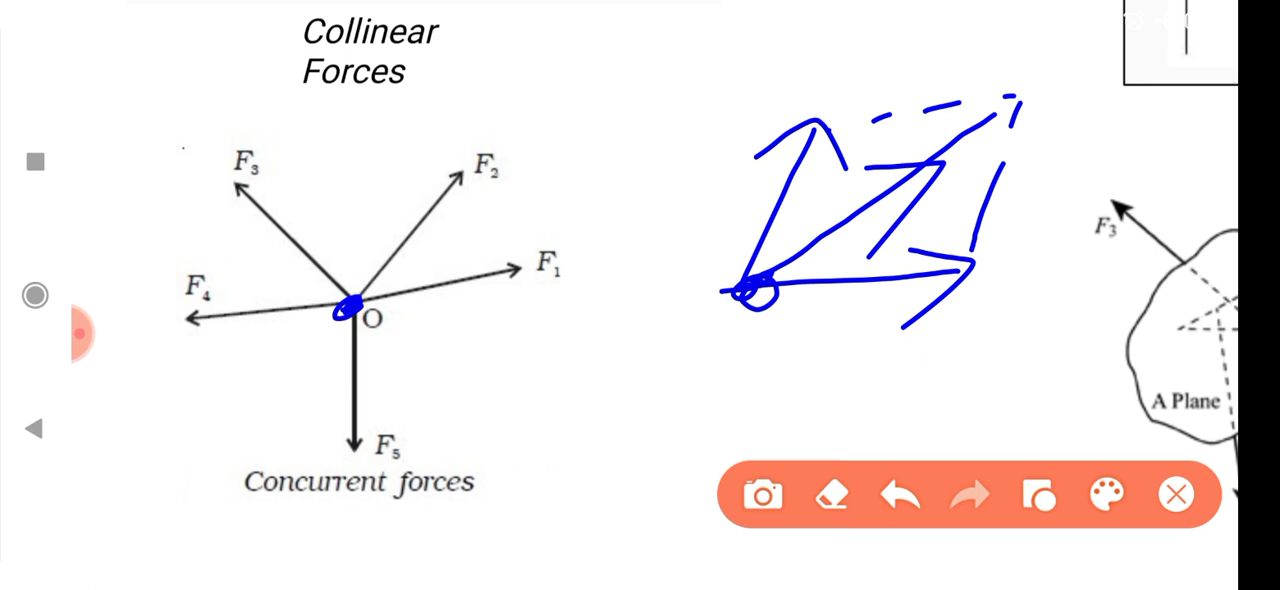 Collinear
Forces
F₃
F₂
F₁
F₄
O
F₅
Concurrent forces
F₃
A Plane